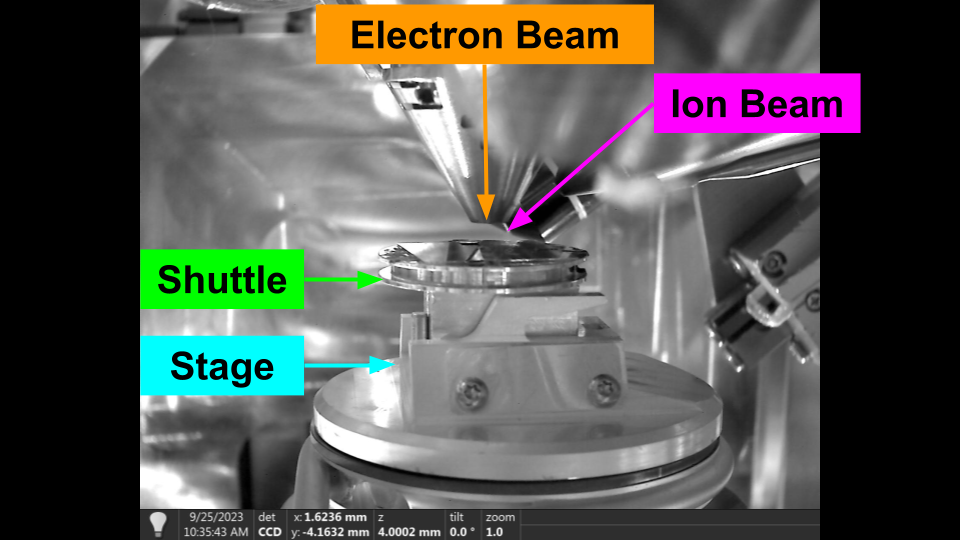 Electron Beam
Ion Beam
Shuttle
Stage
9/25/2023 det x: 1.6236 mm z tilt zoom
10:35:43 AM CCD y: -4.1632 mm 4.0002 mm 0.0 ° 1.0